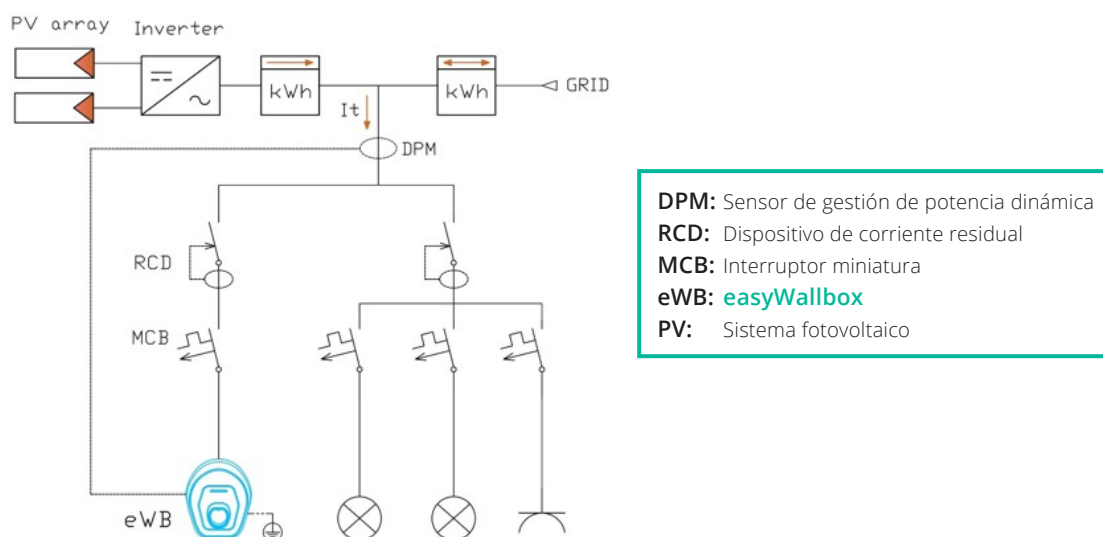 PV array Inverter
kWh kWh GRID
It
DPM
RCD
MCB
eWB
DPM: Sensor de gestión de potencia dinámica
RCD: Dispositivo de corriente residual
MCB: Interruptor miniatura
eWB: easyWallbox
PV: Sistema fotovoltaico